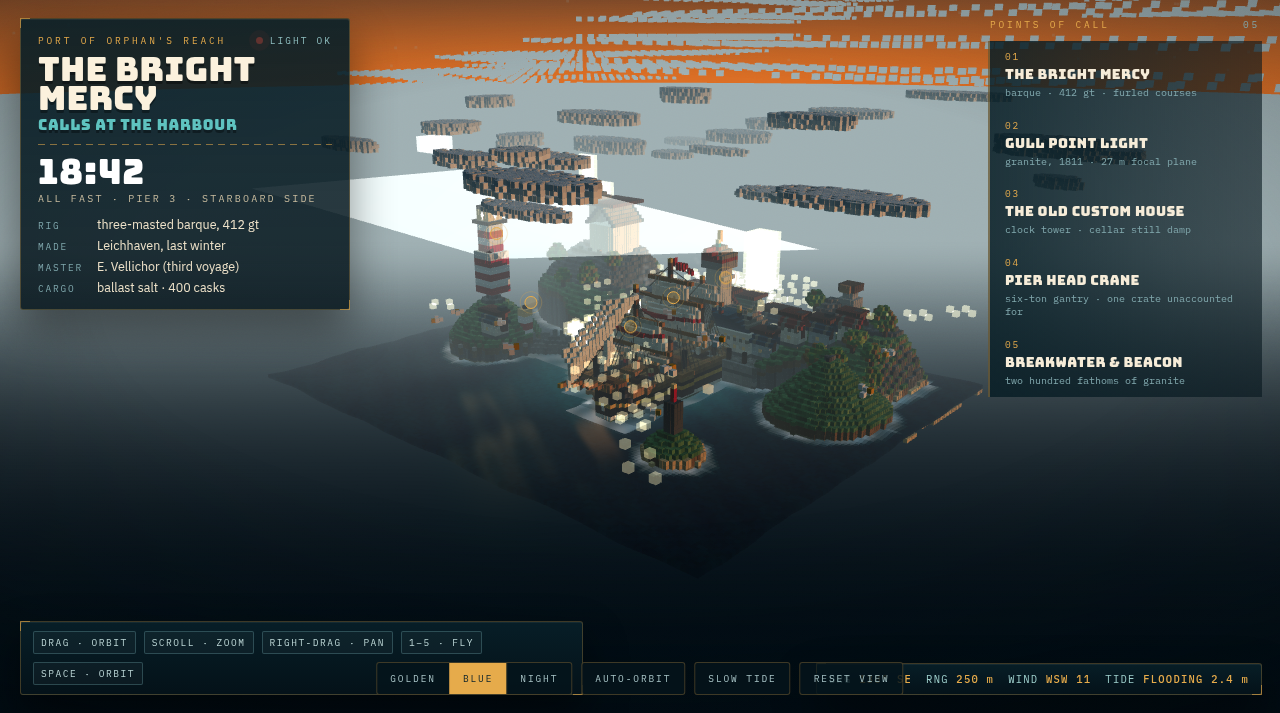 PORT OF ORPHAN'S REACH
LIGHT OK
THE BRIGHT
MERCY
CALLS AT THE HARBOUR
18:42
ALL FAST · PIER 3 · STARBOARD SIDE
RIG three-masted barque, 412 gt
MADE Leichhaven, last winter
MASTER E. Vellichor (third voyage)
CARGO ballast salt · 400 casks
POINTS OF CALL 05
01
THE BRIGHT MERCY
barque · 412 gt · furled courses
02
GULL POINT LIGHT
granite, 1811 · 27 m focal plane
03
THE OLD CUSTOM HOUSE
clock tower · cellar still damp
04
PIER HEAD CRANE
six-ton gantry · one crate unaccounted
for
05
BREAKWATER & BEACON
two hundred fathoms of granite
DRAG · ORBIT
SCROLL · ZOOM
RIGHT-DRAG · PAN
1–5 · FLY
SPACE · ORBIT
GOLDEN
BLUE
NIGHT
AUTO-ORBIT
SLOW TIDE
RESET VIEW
RNG 250 m WIND WSW 11 TIDE FLOODING 2.4 m